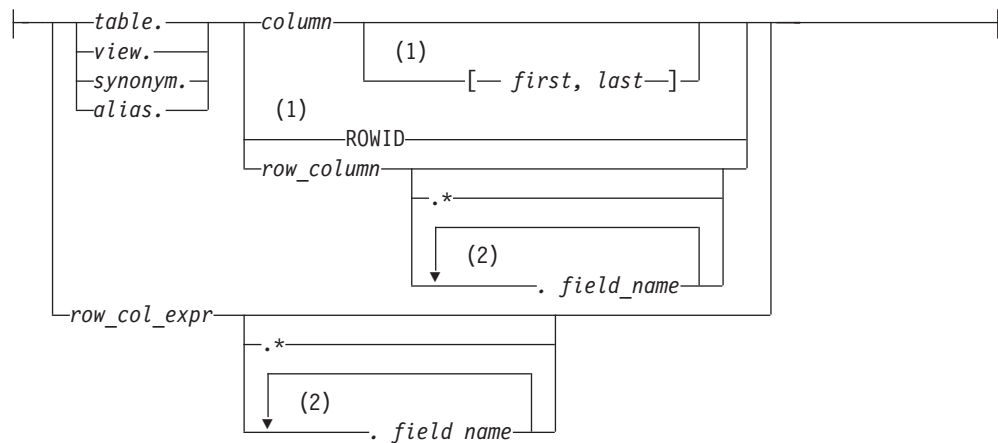 table. column
view. (1)
synonym. [ first, last ]
alias.
(1)
ROWID
row_column
.*
(2)
. field_name
row_col_expr
.*
(2)
. field name